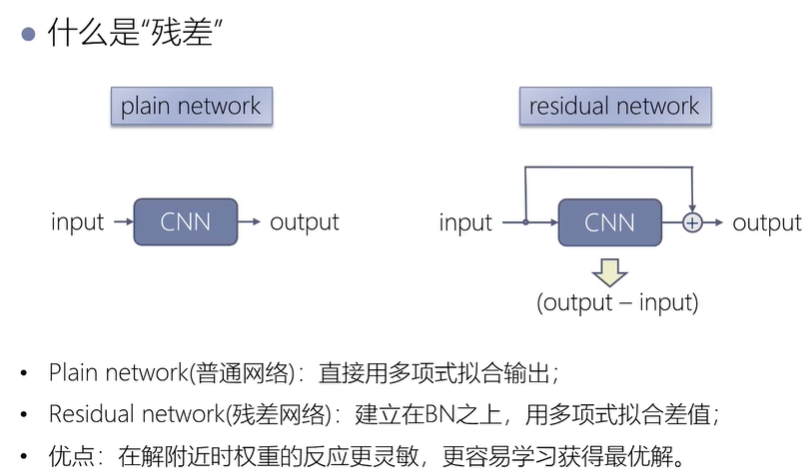 什么是“残差”
plain network
residual network
input
CNN
output
input
CNN
+
output
(output – input)
Plain network(普通网络)：直接用多项式拟合输出；
Residual network(残差网络)：建立在BN之上，用多项式拟合差值；
优点：在解附近时权重的反应更灵敏，更容易学习获得最优解。